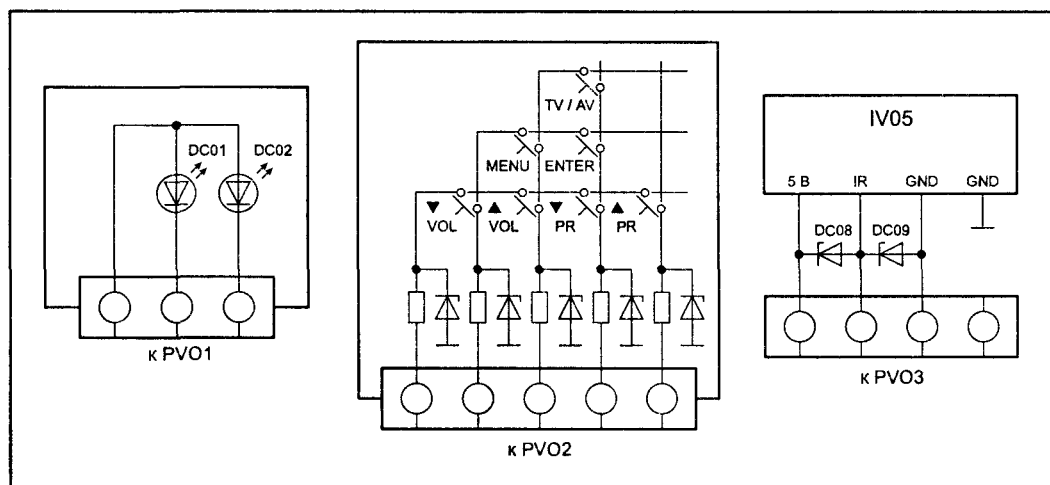 DC01
DC02
к PVO1
TV / AV
MENU
ENTER
▼
VOL
▲
VOL
▼
PR
▲
PR
к PVO2
IV05
5 В
IR
GND
GND
DC08
DC09
к PVO3